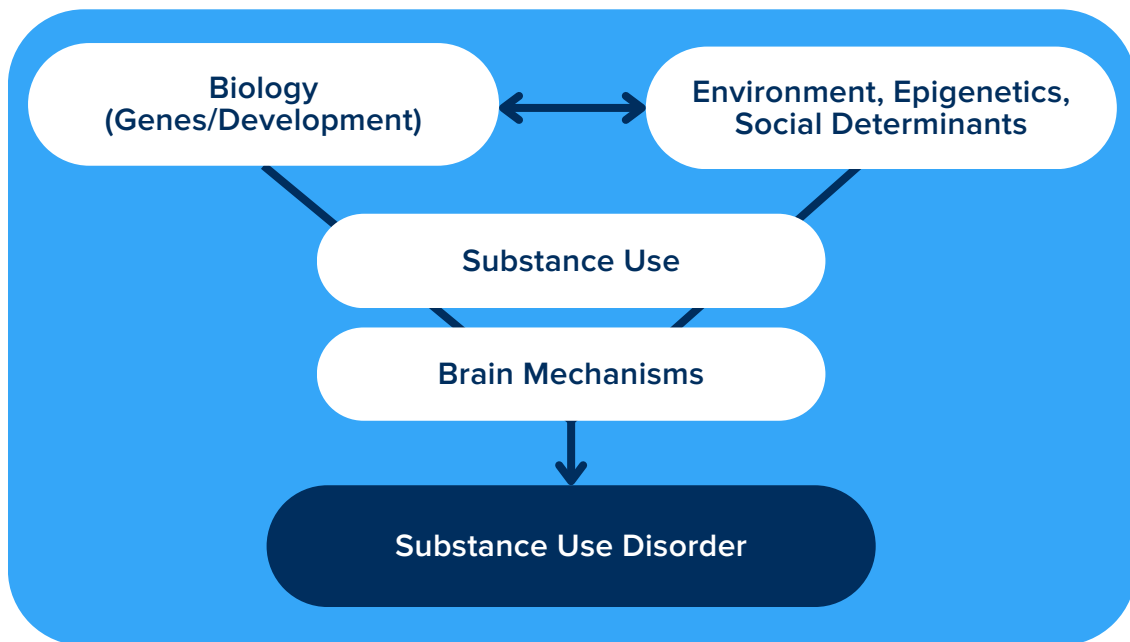 Biology
(Genes/Development)
Environment, Epigenetics,
Social Determinants
Substance Use
Brain Mechanisms
Substance Use Disorder